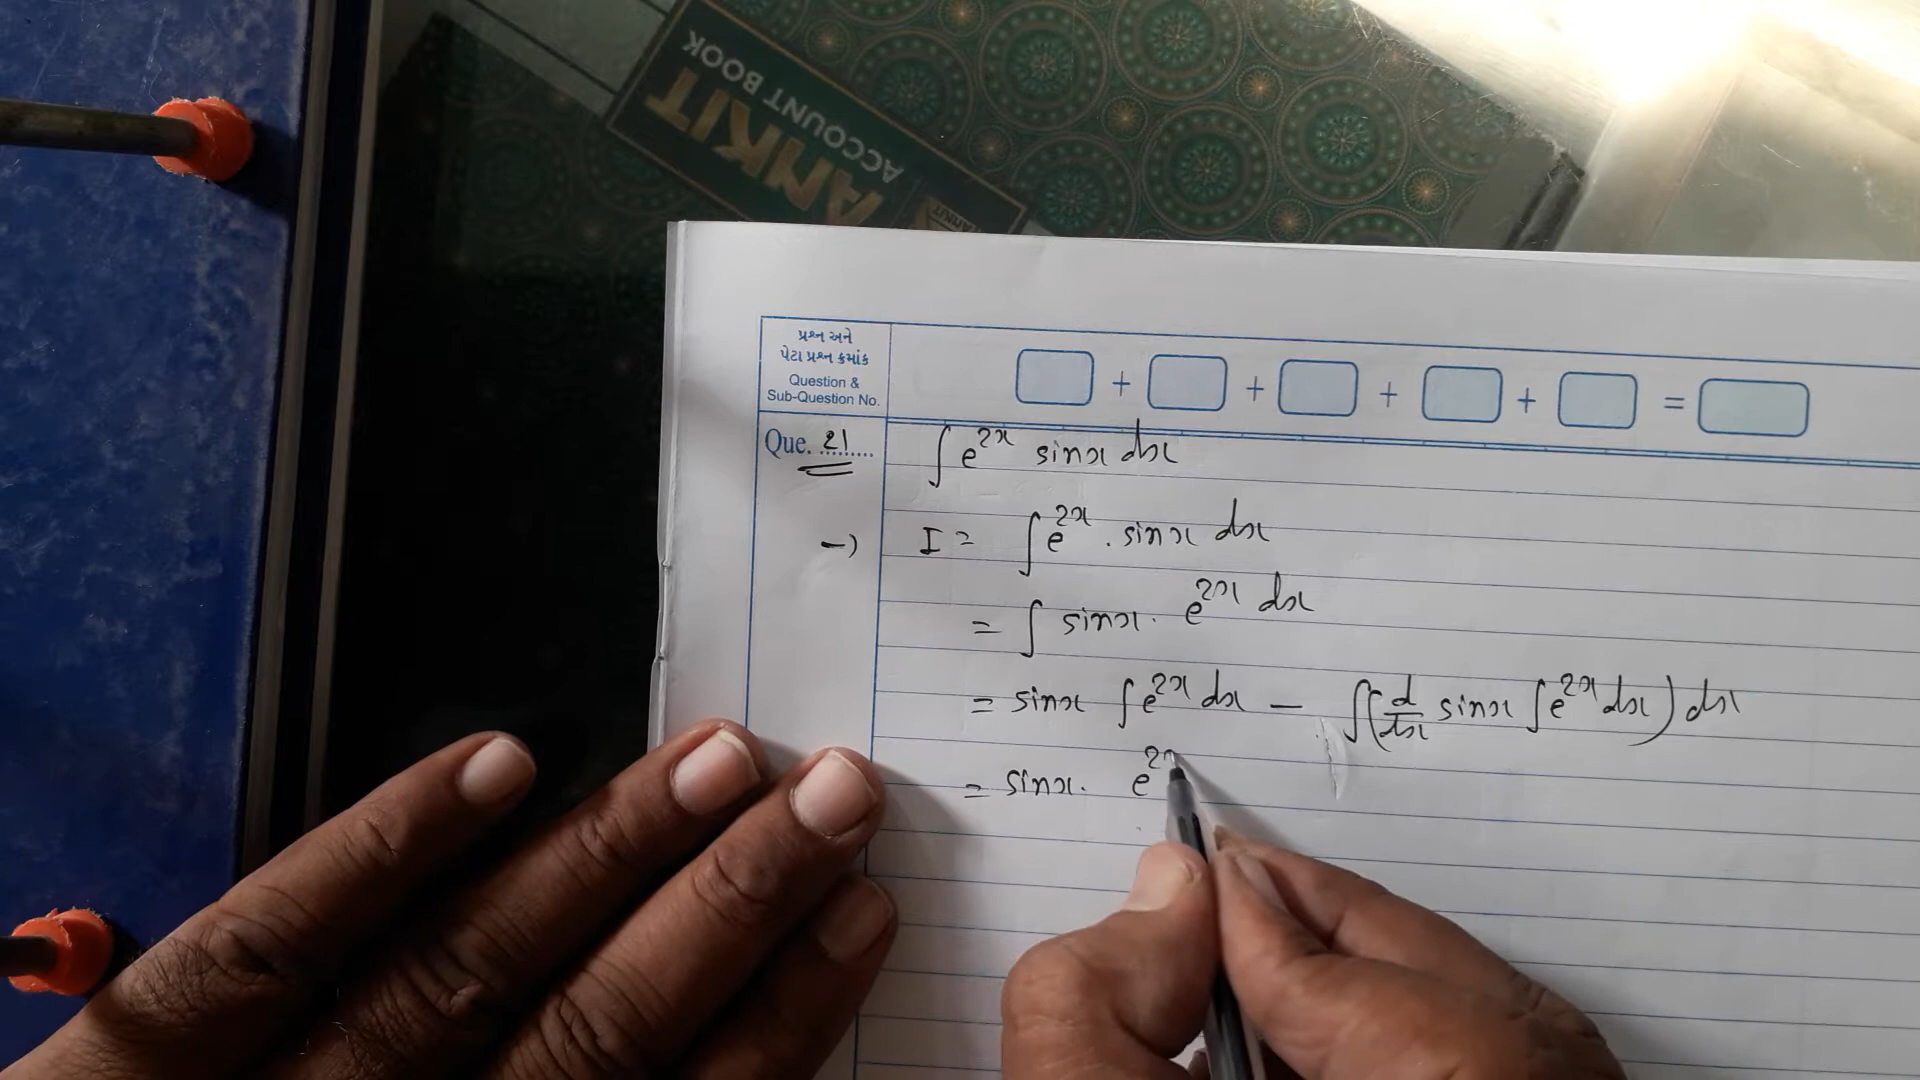 ANKIT
ACCOUNT BOOK
ANKIT
પ્રશ્ન અને
પેટા પ્રશ્ન ક્રમાંક
Question &
Sub-Question No.
+ + + + =
Que. 21 ∫ e^{2x} sinx dx
→ I = ∫ e^{2x} . sinx dx
= ∫ sinx . e^{2x} dx
= sinx ∫ e^{2x} dx − ∫ ( d/dx sinx ∫ e^{2x} dx ) dx
= sinx . e^{2x}